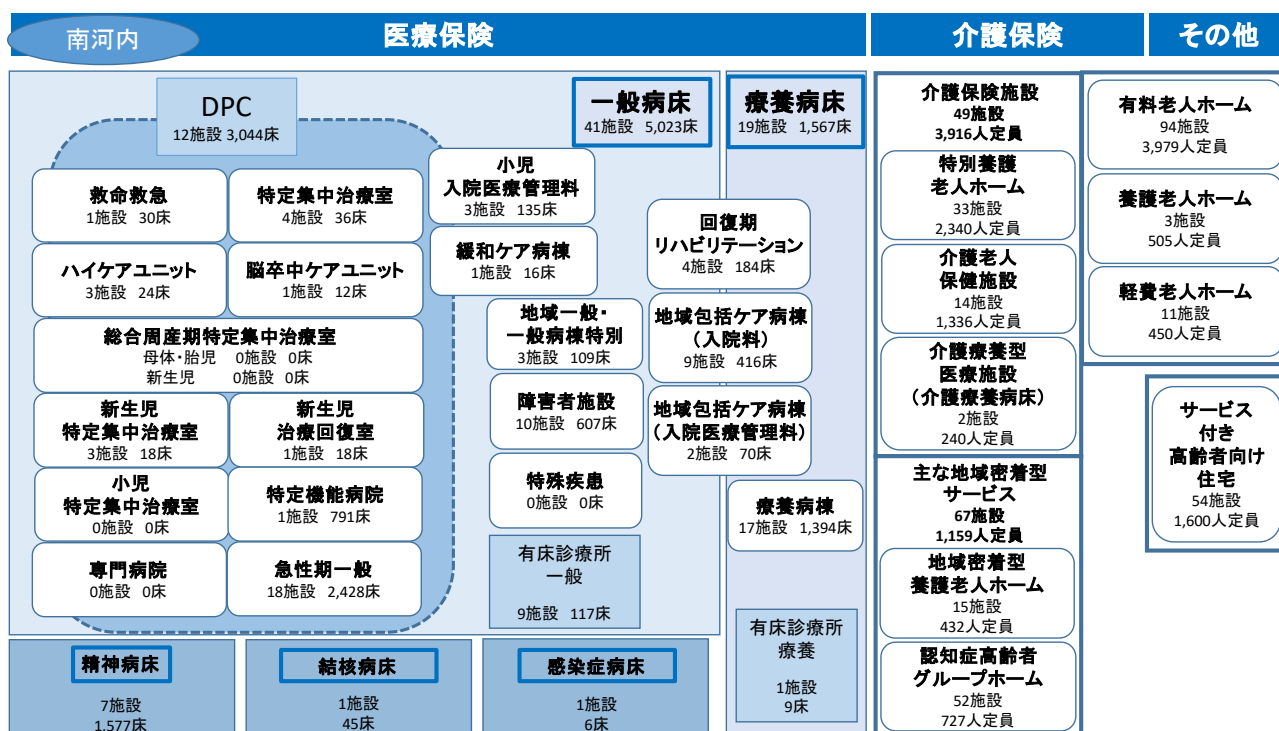 南河内
医療保険
介護保険
その他
DPC
12施設 3,044床
一般病床
41施設 5,023床
療養病床
19施設 1,567床
救命救急
1施設 30床
特定集中治療室
4施設 36床
ハイケアユニット
3施設 24床
脳卒中ケアユニット
1施設 12床
総合周産期特定集中治療室
母体・胎児 0施設 0床
新生児 0施設 0床
新生児
特定集中治療室
3施設 18床
新生児
治療回復室
1施設 18床
小児
特定集中治療室
0施設 0床
特定機能病院
1施設 791床
専門病院
0施設 0床
急性期一般
18施設 2,428床
小児
入院医療管理料
3施設 135床
緩和ケア病棟
1施設 16床
地域一般・
一般病棟特別
3施設 109床
障害者施設
10施設 607床
特殊疾患
0施設 0床
有床診療所
一般
9施設 117床
回復期
リハビリテーション
4施設 184床
地域包括ケア病棟
(入院料)
9施設 416床
地域包括ケア病棟
(入院医療管理料)
2施設 70床
療養病棟
17施設 1,394床
有床診療所
療養
1施設
9床
精神病床
7施設
1,577床
結核病床
1施設
45床
感染症病床
1施設
6床
介護保険施設
49施設
3,916人定員
特別養護
老人ホーム
33施設
2,340人定員
介護老人
保健施設
14施設
1,336人定員
介護療養型
医療施設
(介護療養病床)
2施設
240人定員
主な地域密着型
サービス
67施設
1,159人定員
地域密着型
養護老人ホーム
15施設
432人定員
認知症高齢者
グループホーム
52施設
727人定員
有料老人ホーム
94施設
3,979人定員
養護老人ホーム
3施設
505人定員
軽費老人ホーム
11施設
450人定員
サービス
付き
高齢者向け
住宅
54施設
1,600人定員